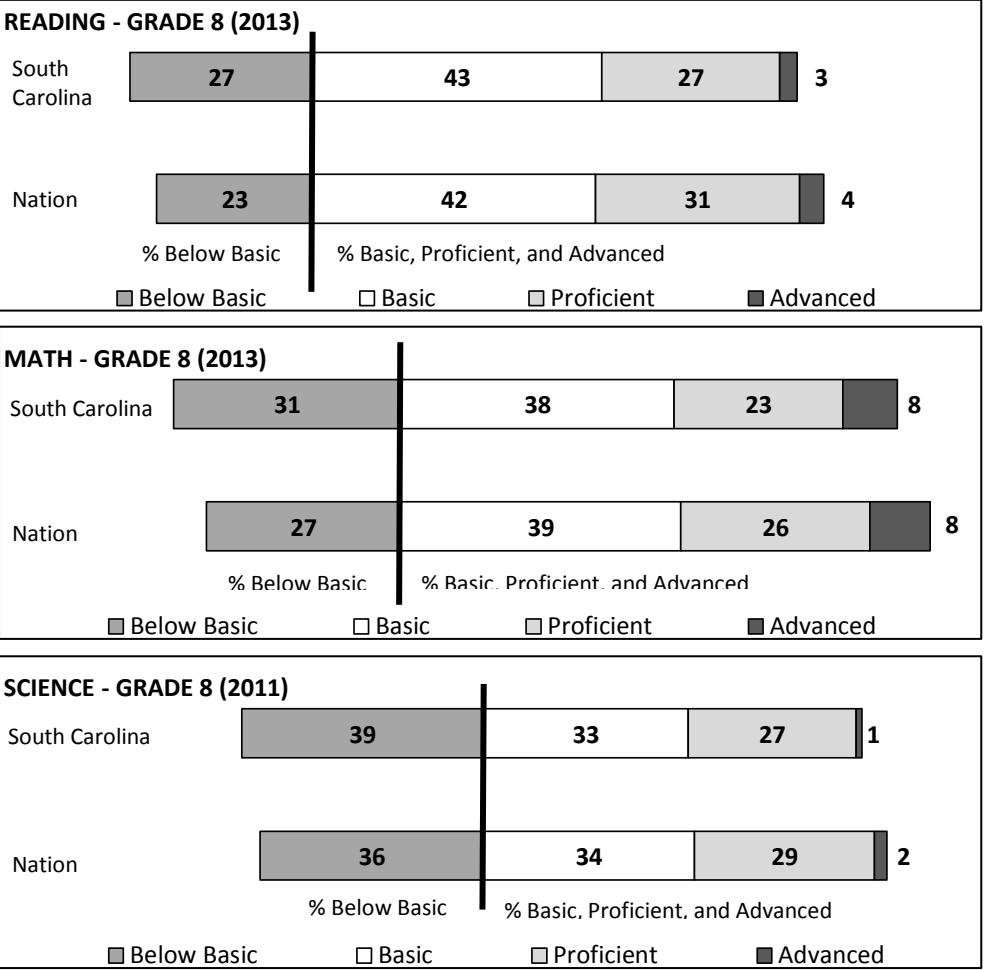 READING - GRADE 8 (2013)
South
Carolina
27 43 27 3
Nation 23 42 31 4
% Below Basic % Basic, Proficient, and Advanced
Below Basic Basic Proficient Advanced
MATH - GRADE 8 (2013)
South Carolina 31 38 23 8
Nation 27 39 26 8
% Below Basic % Basic, Proficient, and Advanced
Below Basic Basic Proficient Advanced
SCIENCE - GRADE 8 (2011)
South Carolina 39 33 27 1
Nation 36 34 29 2
% Below Basic % Basic, Proficient, and Advanced
Below Basic Basic Proficient Advanced